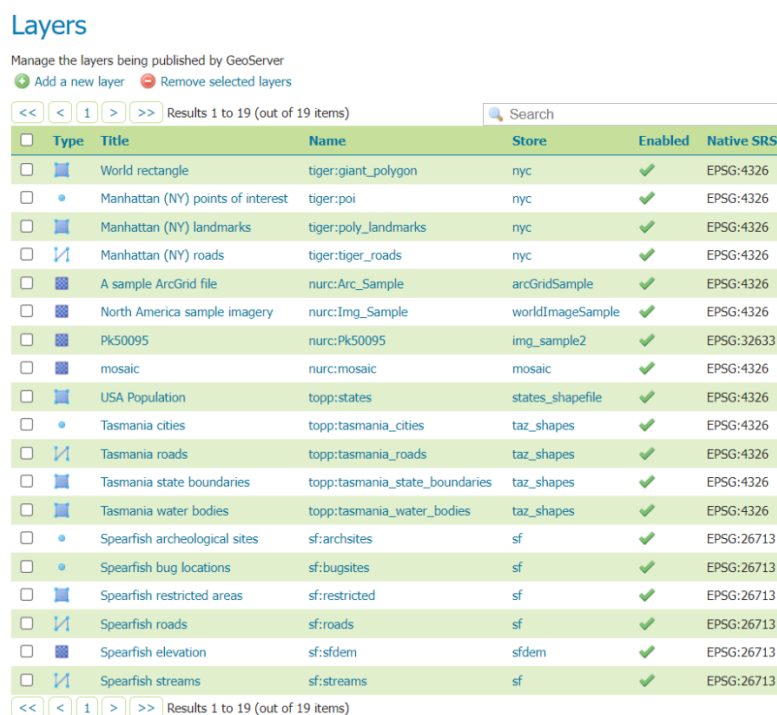 Layers
Manage the layers being published by GeoServer
Add a new layer Remove selected layers
<< < 1 > >> Results 1 to 19 (out of 19 items) Search
Type Title Name Store Enabled Native SRS
World rectangle tiger:giant_polygon nyc EPSG:4326
Manhattan (NY) points of interest tiger:poi nyc EPSG:4326
Manhattan (NY) landmarks tiger:poly_landmarks nyc EPSG:4326
Manhattan (NY) roads tiger:tiger_roads nyc EPSG:4326
A sample ArcGrid file nurc:Arc_Sample arcGridSample EPSG:4326
North America sample imagery nurc:Img_Sample worldImageSample EPSG:4326
Pk50095 nurc:Pk50095 img_sample2 EPSG:32633
mosaic nurc:mosaic mosaic EPSG:4326
USA Population topp:states states_shapefile EPSG:4326
Tasmania cities topp:tasmania_cities taz_shapes EPSG:4326
Tasmania roads topp:tasmania_roads taz_shapes EPSG:4326
Tasmania state boundaries topp:tasmania_state_boundaries taz_shapes EPSG:4326
Tasmania water bodies topp:tasmania_water_bodies taz_shapes EPSG:4326
Spearfish archeological sites sf:archsites sf EPSG:26713
Spearfish bug locations sf:bugsites sf EPSG:26713
Spearfish restricted areas sf:restricted sf EPSG:26713
Spearfish roads sf:roads sf EPSG:26713
Spearfish elevation sf:sfdem sfdem EPSG:26713
Spearfish streams sf:streams sf EPSG:26713
<< < 1 > >> Results 1 to 19 (out of 19 items)